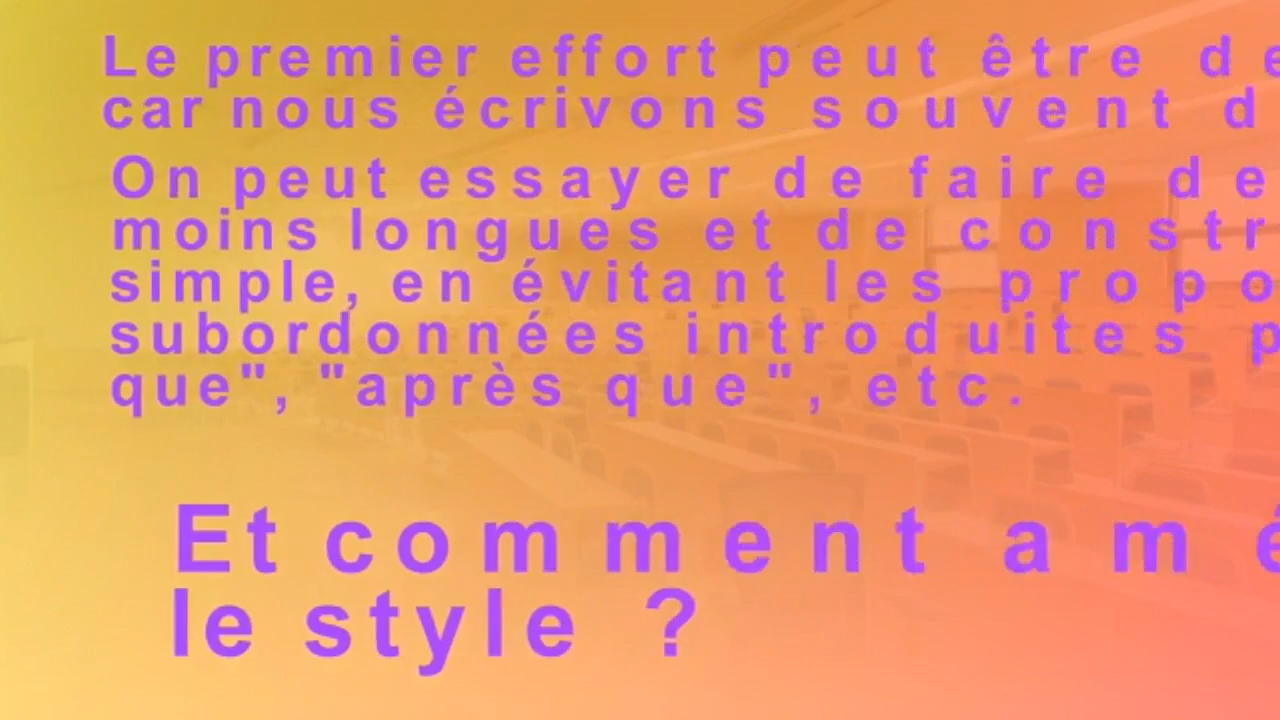 Le premier effort peut être de
car nous écrivons souvent d
On peut essayer de faire de
moins longues et de constr
simple, en évitant les propo
subordonnées introduites p
que", "après que", etc.
Et comment amé
le style ?